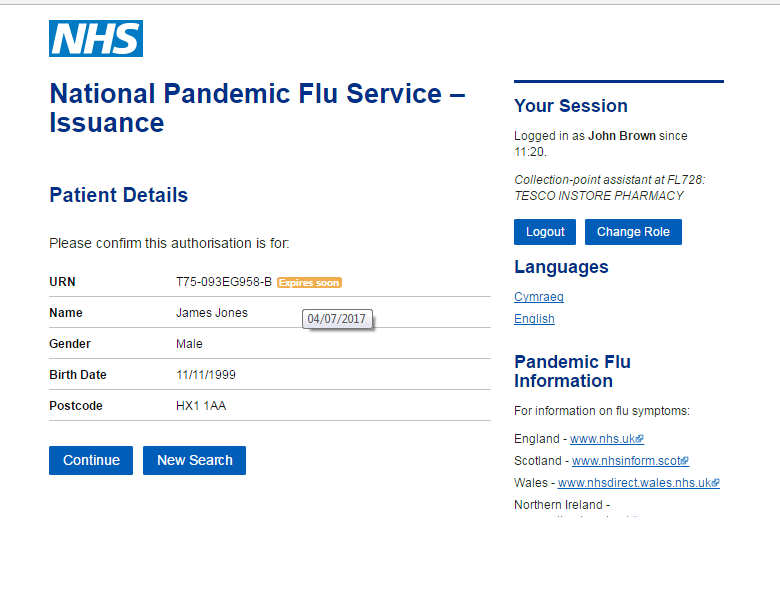 NHS
National Pandemic Flu Service –
Issuance
Patient Details
Please confirm this authorisation is for:
URN T75-093EG958-B Expires soon
Name James Jones
04/07/2017
Gender Male
Birth Date 11/11/1999
Postcode HX1 1AA
Continue New Search
Your Session
Logged in as John Brown since
11:20.
Collection-point assistant at FL728:
TESCO INSTORE PHARMACY
Logout Change Role
Languages
Cymraeg
English
Pandemic Flu
Information
For information on flu symptoms:
England - www.nhs.uk
Scotland - www.nhsinform.scot
Wales - www.nhsdirect.wales.nhs.uk
Northern Ireland -